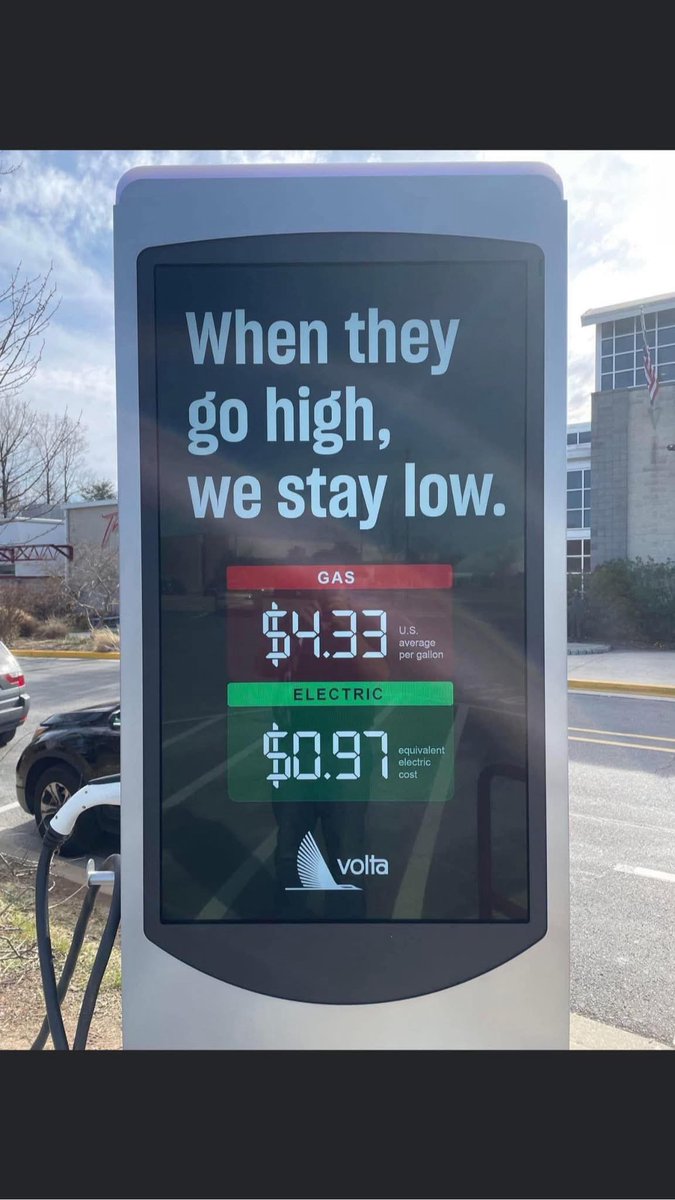 When they
go high,
we stay low.
GAS
$4.33
U.S.
average
per gallon
ELECTRIC
$0.97
equivalent
electric
cost
volta